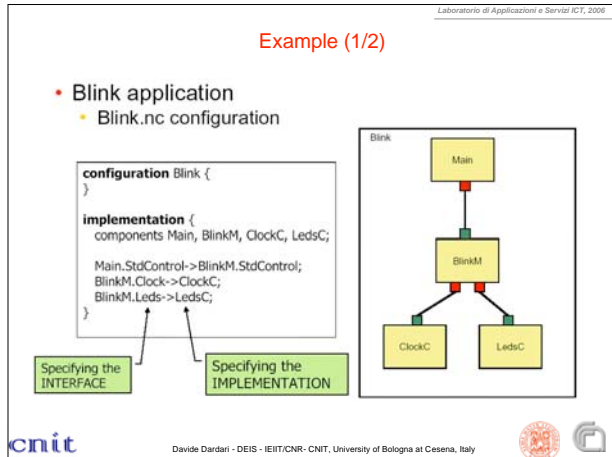 Laboratorio di Applicazioni e Servizi ICT, 2006
Example (1/2)
• Blink application
• Blink.nc configuration
configuration Blink {
}
implementation {
components Main, BlinkM, ClockC, LedsC;
Main.StdControl->BlinkM.StdControl;
BlinkM.Clock->ClockC;
BlinkM.Leds->LedsC;
}
Specifying the
INTERFACE
Specifying the
IMPLEMENTATION
Blink
Main
BlinkM
ClockC
LedsC
cnit
Davide Dardari - DEIS - IEIIT/CNR- CNIT, University of Bologna at Cesena, Italy